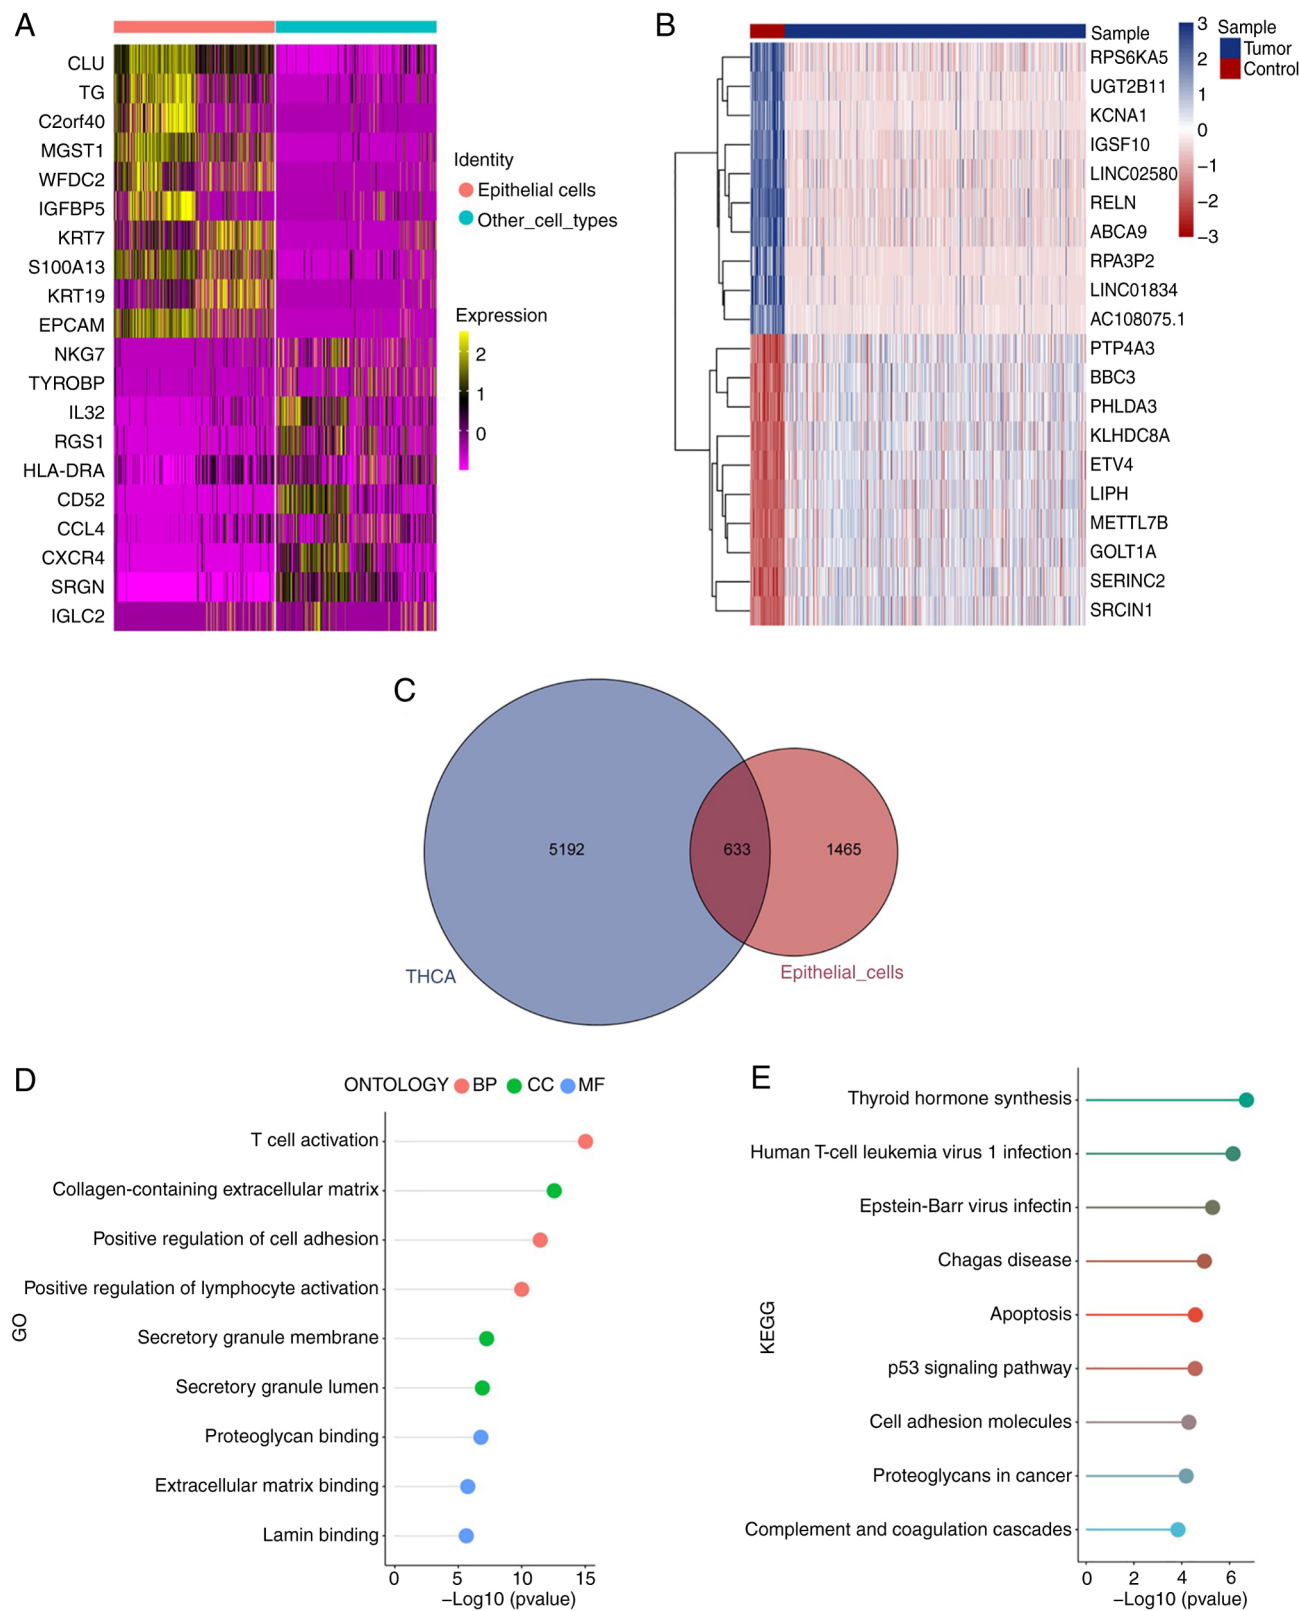 A
CLU
TG
C2orf40
MGST1
WFDC2
IGFBP5
KRT7
S100A13
KRT19
EPCAM
NKG7
TYROBP
IL32
RGS1
HLA-DRA
CD52
CCL4
CXCR4
SRGN
IGLC2
Identity
Epithelial cells
Other_cell_types
Expression
2
1
0
B
Sample
RPS6KA5
UGT2B11
KCNA1
IGSF10
LINC02580
RELN
ABCA9
RPA3P2
LINC01834
AC108075.1
PTP4A3
BBC3
PHLDA3
KLHDC8A
ETV4
LIPH
METTL7B
GOLT1A
SERINC2
SRCIN1
3
2
1
0
−1
−2
−3
Sample
Tumor
Control
C
5192
633
1465
THCA
Epithelial_cells
D
ONTOLOGY BP CC MF
T cell activation
Collagen-containing extracellular matrix
Positive regulation of cell adhesion
Positive regulation of lymphocyte activation
Secretory granule membrane
Secretory granule lumen
Proteoglycan binding
Extracellular matrix binding
Lamin binding
GO
0 5 10 15
−Log10 (pvalue)
E
Thyroid hormone synthesis
Human T-cell leukemia virus 1 infection
Epstein-Barr virus infectin
Chagas disease
Apoptosis
p53 signaling pathway
Cell adhesion molecules
Proteoglycans in cancer
Complement and coagulation cascades
KEGG
0 2 4 6
−Log10 (pvalue)